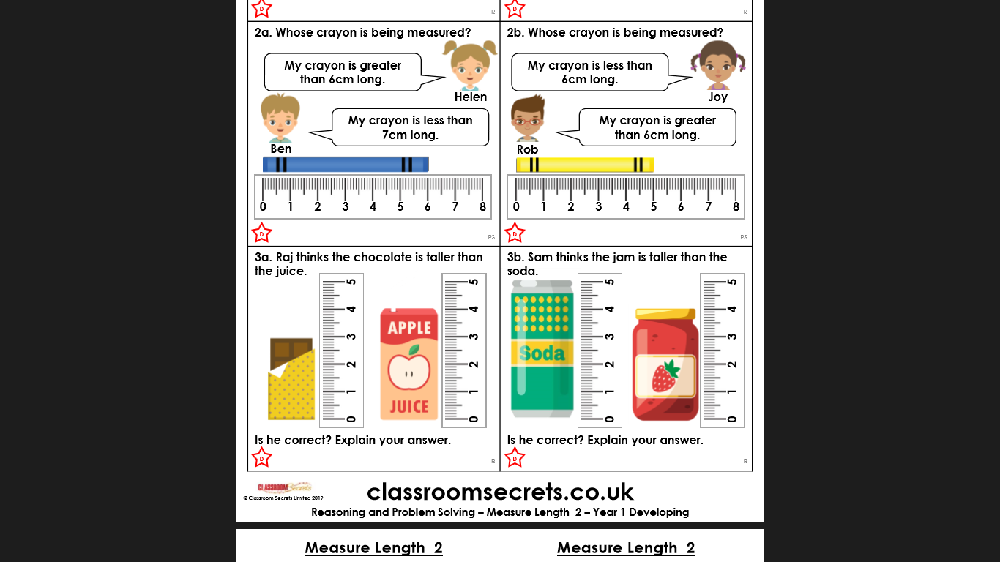 D
R
D
R
2a. Whose crayon is being measured?
My crayon is greater
than 6cm long.
Helen
Ben
My crayon is less than
7cm long.
0 1 2 3 4 5 6 7 8
D
PS
2b. Whose crayon is being measured?
My crayon is less than
6cm long.
Joy
Rob
My crayon is greater
than 6cm long.
0 1 2 3 4 5 6 7 8
D
PS
3a. Raj thinks the chocolate is taller than
the juice.
0 1 2 3 4 5
APPLE
JUICE
0 1 2 3 4 5
Is he correct? Explain your answer.
D
R
3b. Sam thinks the jam is taller than the
soda.
Soda
0 1 2 3 4 5
0 1 2 3 4 5
Is he correct? Explain your answer.
D
R
CLASSROOM Secrets
© Classroom Secrets Limited 2019
classroomsecrets.co.uk
Reasoning and Problem Solving – Measure Length 2 – Year 1 Developing
Measure Length 2
Measure Length 2